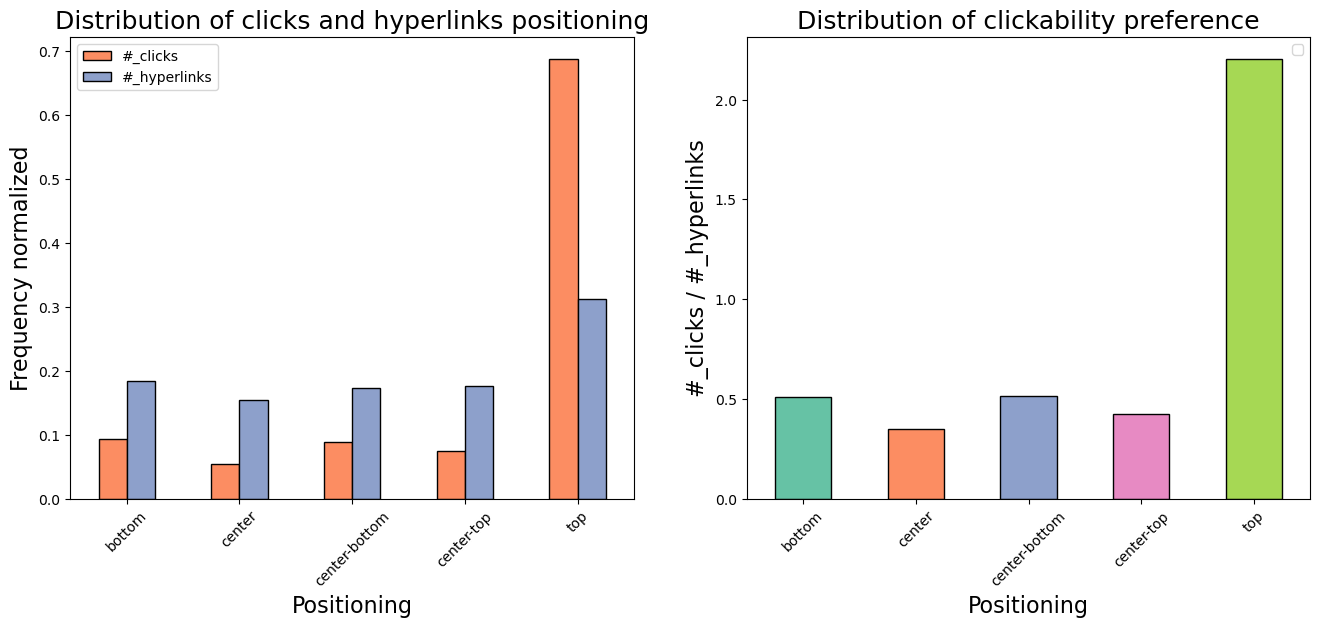 Distribution of clicks and hyperlinks positioning
#_clicks
#_hyperlinks
Frequency normalized
0.7
0.6
0.5
0.4
0.3
0.2
0.1
0.0
bottom
center
center-bottom
center-top
top
Positioning
Distribution of clickability preference
#_clicks / #_hyperlinks
2.0
1.5
1.0
0.5
0.0
bottom
center
center-bottom
center-top
top
Positioning